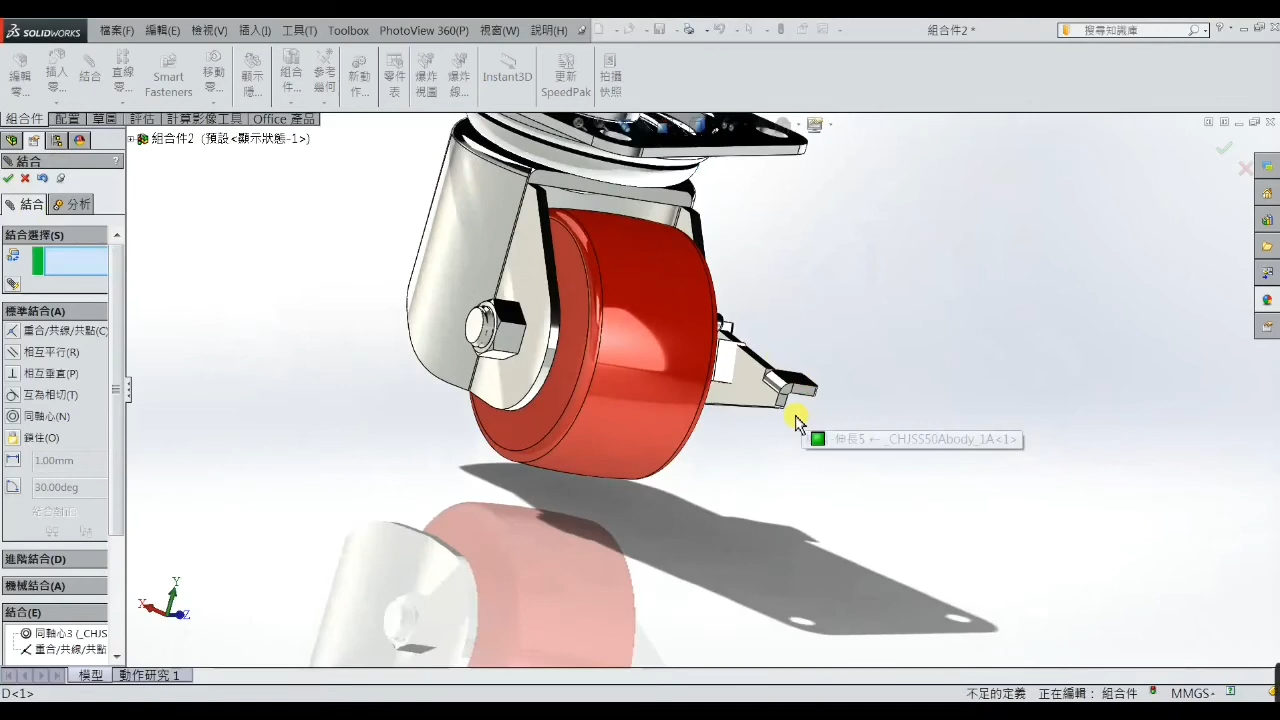 SOLIDWORKS 檔案(F) 編輯(E) 檢視(V) 插入(I) 工具(T) Toolbox PhotoView 360(P) 視窗(W) 說明(H) 組合件2 * 搜尋知識庫
編輯零... 插入零... 結合 直線零... Smart Fasteners 移動零... 顯示隱... 組合件... 參考幾何 新動作... 零件表 爆炸視圖 爆炸線... Instant3D 更新 SpeedPak 拍攝快照
組合件 配置 草圖 評估 計算影像工具 Office 產品
組合件2 (預設<顯示狀態-1>)
結合 ?
結合 分析
結合選擇(S)
標準結合(A)
重合/共線/共點(C)
相互平行(R)
相互垂直(P)
互為相切(T)
同軸心(N)
鎖住(O)
1.00mm
30.00deg
結合對正:
進階結合(D)
機械結合(A)
結合(E)
同軸心3 (_CHJS
重合/共線/共點
伸長5 ← _CHJSS50Abody_1A<1>
Y
X
Z
模型 動作研究 1
D<1> 不足的定義 正在編輯: 組合件 MMGS